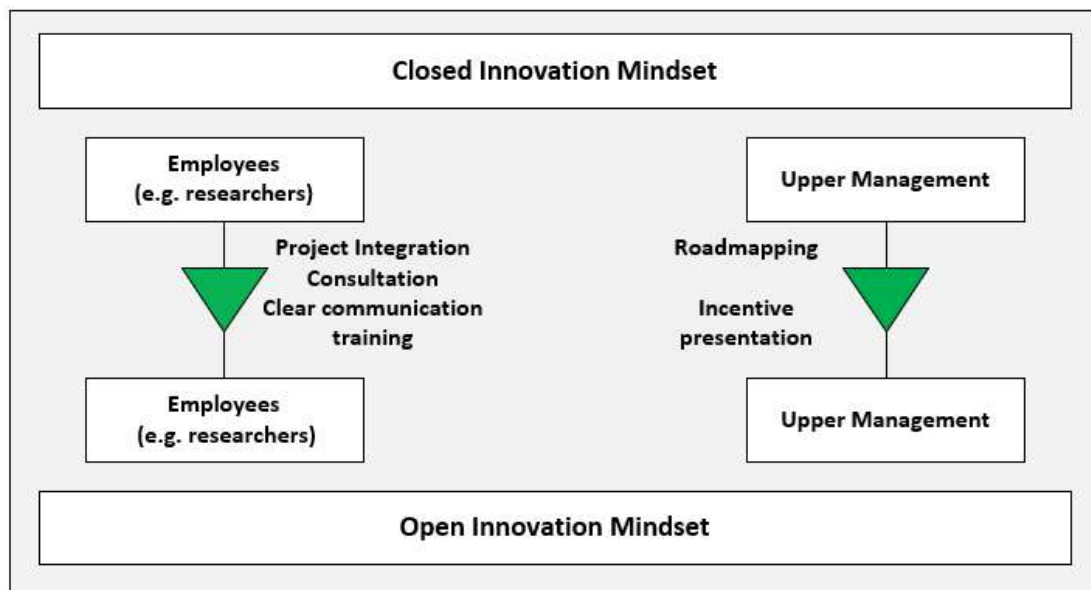 Closed Innovation Mindset
Employees
(e.g. researchers)
Upper Management
Project Integration
Consultation
Clear communication
training
Roadmapping
Incentive
presentation
Employees
(e.g. researchers)
Upper Management
Open Innovation Mindset